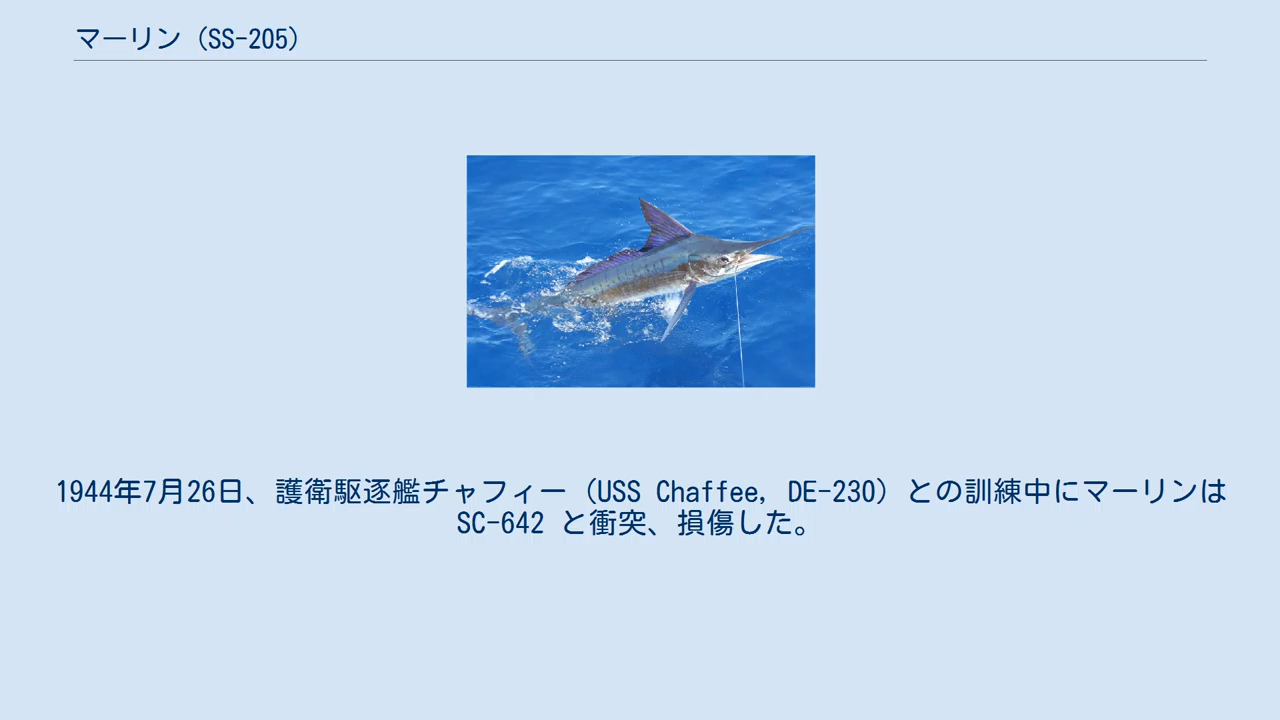 マーリン（SS-205）
1944年7月26日、護衛駆逐艦チャフィー（USS Chaffee, DE-230）との訓練中にマーリンは
SC-642 と衝突、損傷した。